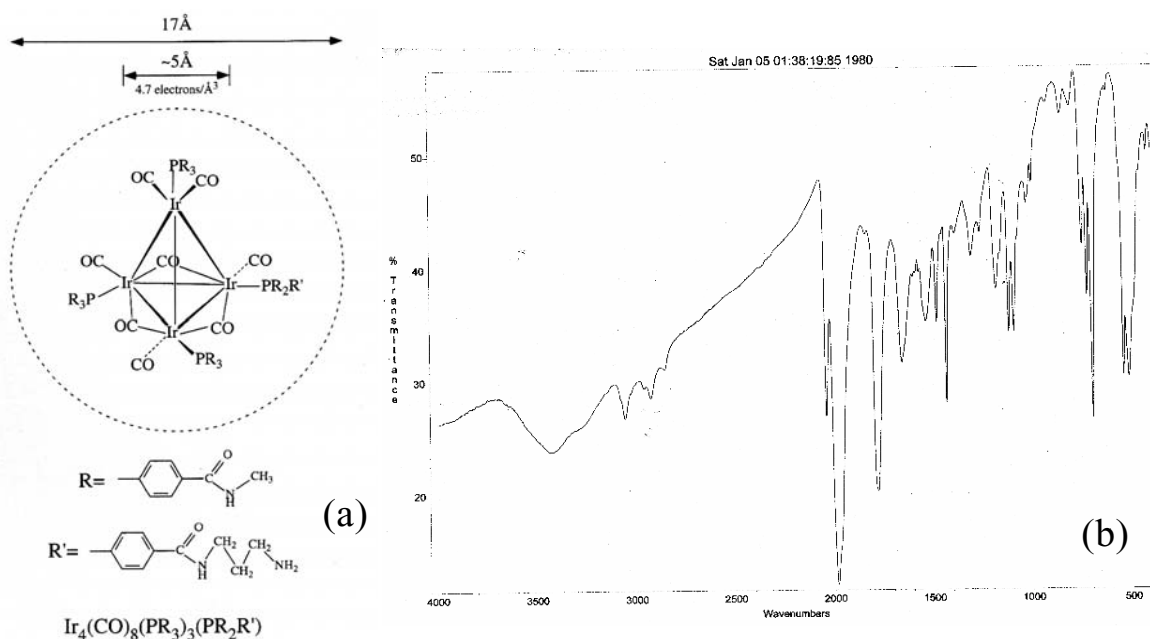 17Å
~5Å
4.7 electrons/Å³
PR₃
OC
CO
Ir
OC
CO
CO
Ir
Ir
R₃P
PR₂R'
OC
CO
Ir
CO
PR₃
R=
O
C
N
H
CH₃
(a)
R'=
O
C
N
H
CH₂
CH₂
CH₂
NH₂
Ir₄(CO)₈(PR₃)₃(PR₂R')
Sat Jan 05 01:38:19:85 1980
50
40
30
20
% Transmittance
(b)
4000
3500
3000
2500
2000
1500
1000
500
Wavenumbers